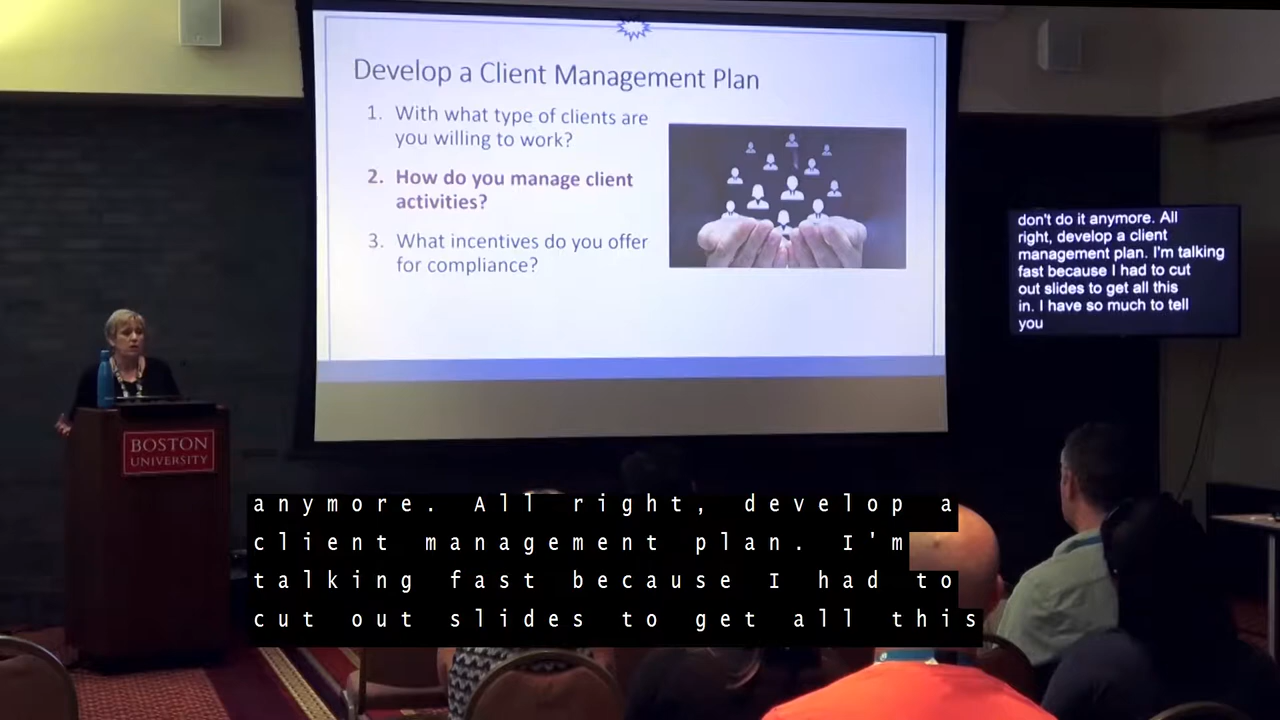 Develop a Client Management Plan
1. With what type of clients are
you willing to work?
2. How do you manage client
activities?
3. What incentives do you offer
for compliance?
don't do it anymore. All
right, develop a client
management plan. I'm talking
fast because I had to cut
out slides to get all this
in. I have so much to tell
you
BOSTON
UNIVERSITY
anymore. All right, develop a
client management plan. I'm
talking fast because I had to
cut out slides to get all this